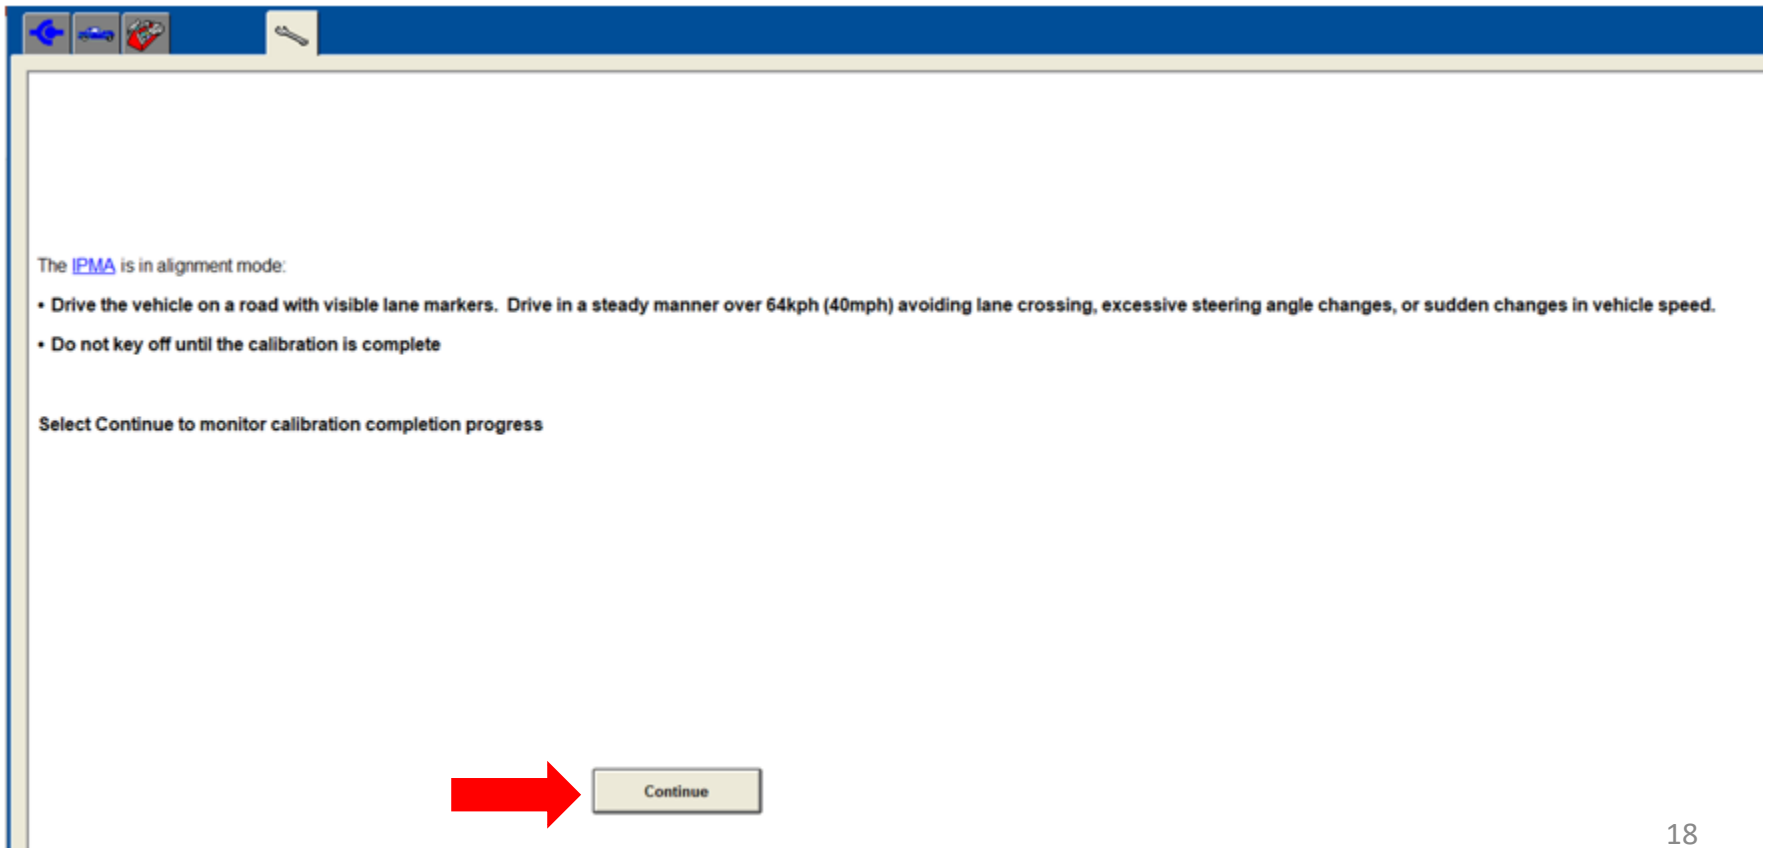 The IPMA is in alignment mode:
• Drive the vehicle on a road with visible lane markers. Drive in a steady manner over 64kph (40mph) avoiding lane crossing, excessive steering angle changes, or sudden changes in vehicle speed.
• Do not key off until the calibration is complete
Select Continue to monitor calibration completion progress
Continue
18